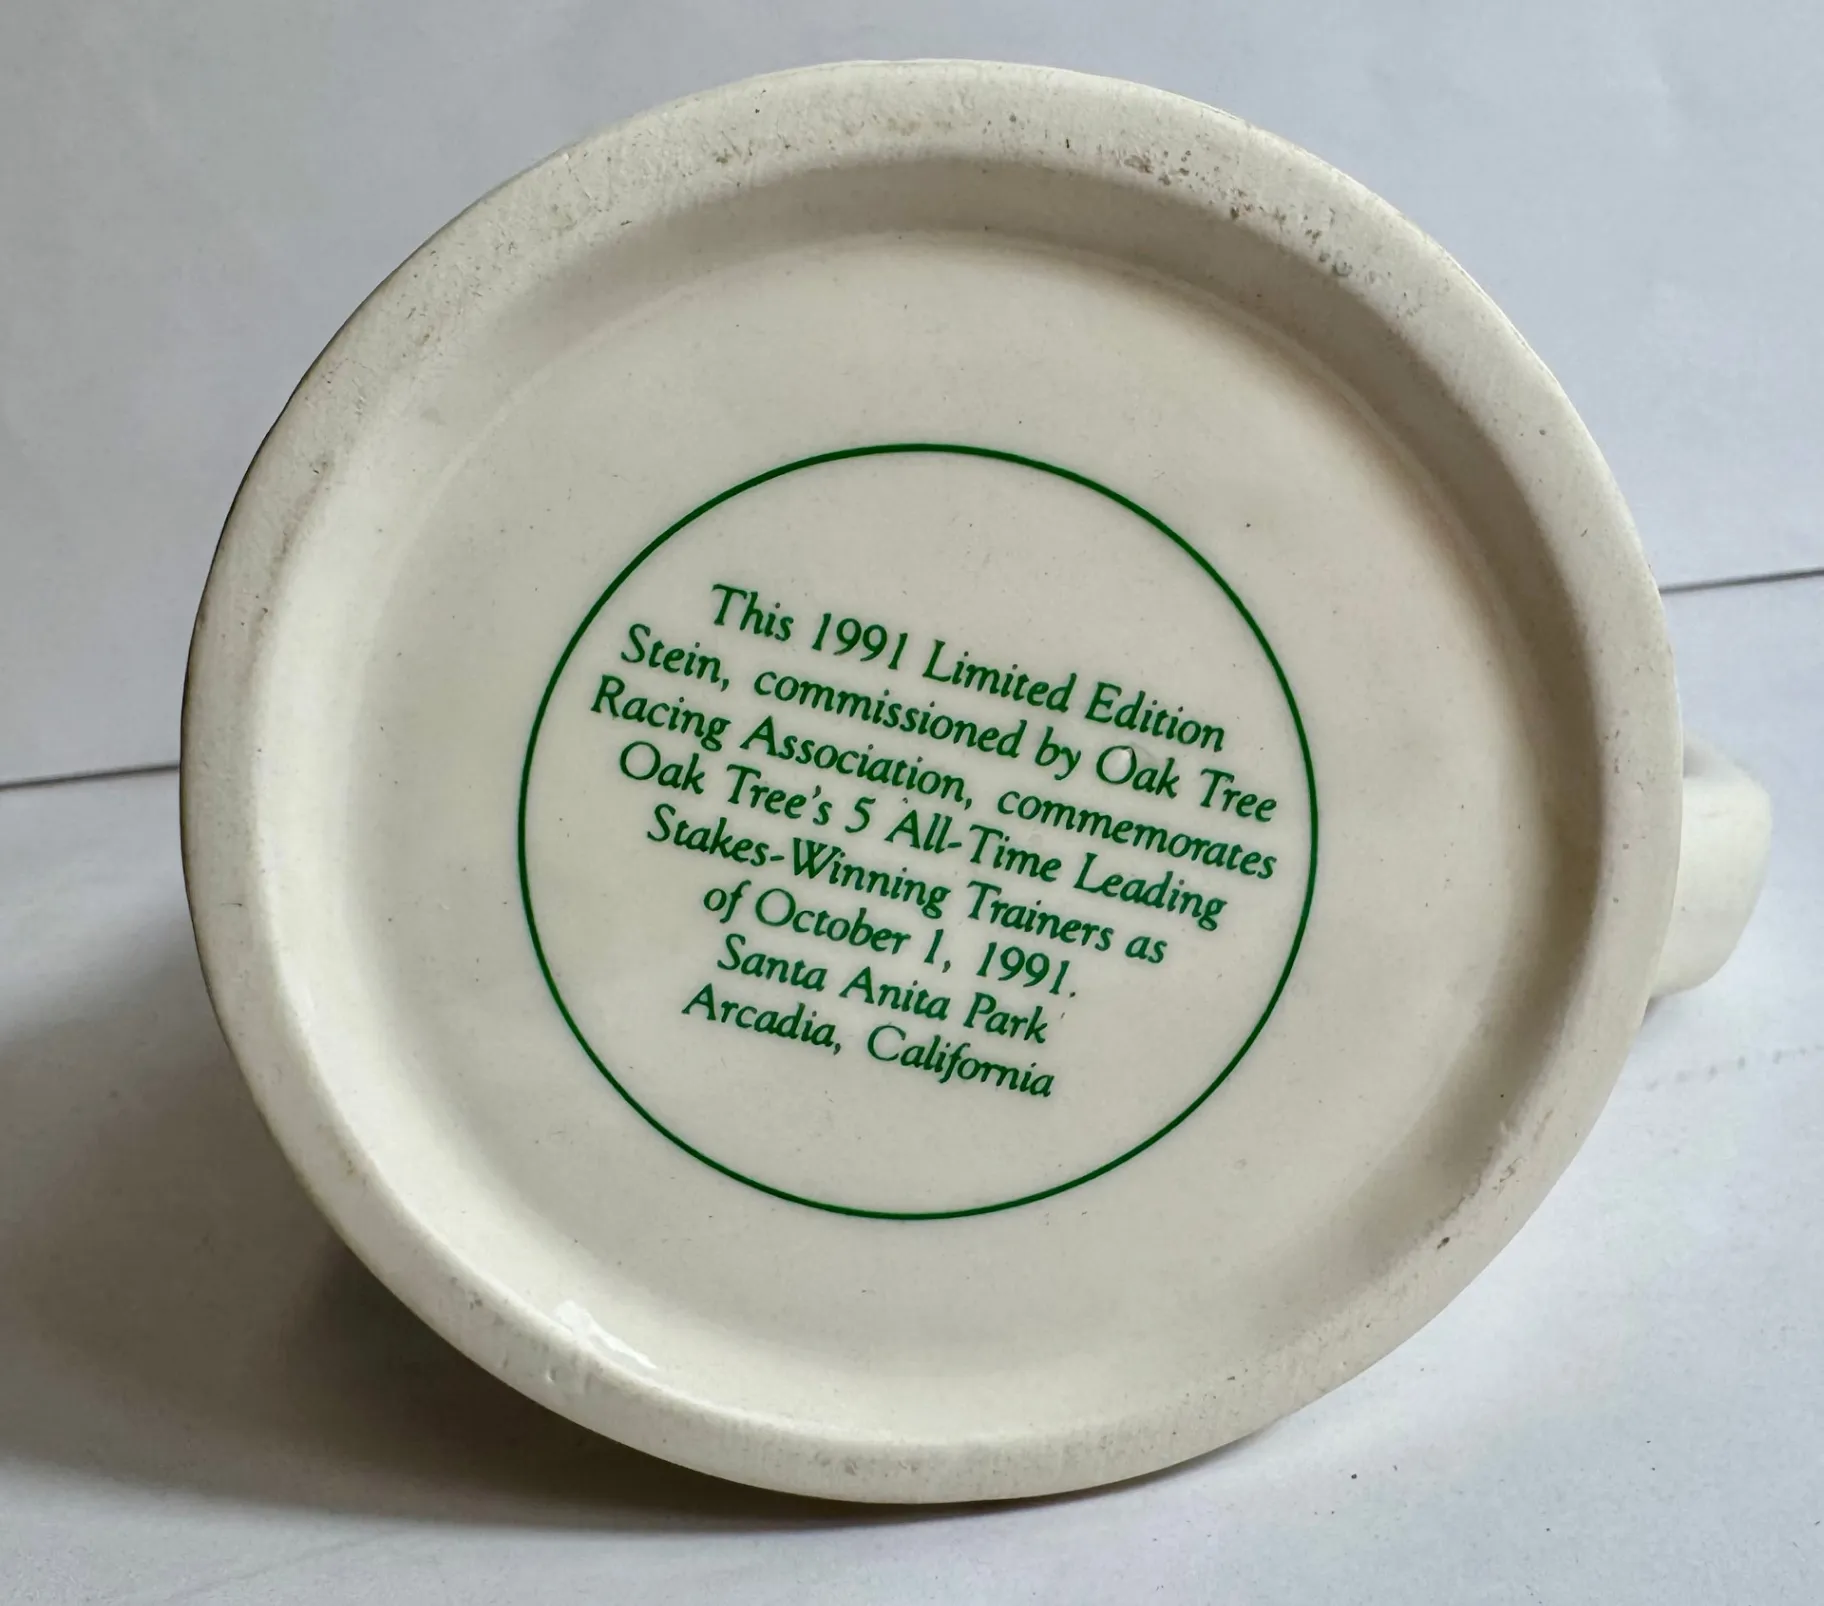 This 1991 Limited Edition
Stein, commissioned by Oak Tree
Racing Association, commemorates
Oak Tree's 5 All-Time Leading
Stakes-Winning Trainers as
of October 1, 1991.
Santa Anita Park
Arcadia, California